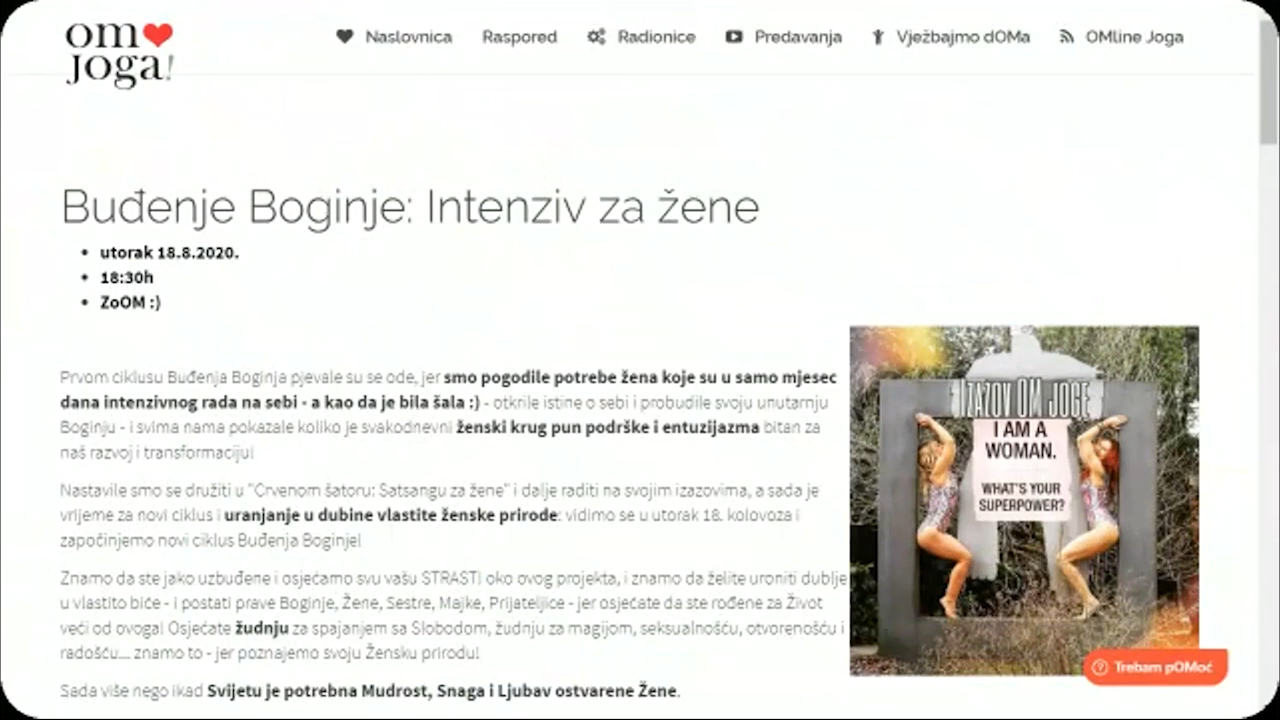 om
joga!
Naslovnica Raspored Radionice Predavanja Vježbajmo dOMa OMline Joga
Buđenje Boginje: Intenziv za žene
• utorak 18.8.2020.
• 18:30h
• ZoOM :)
Prvom ciklusu Buđenja Boginja pjevale su se ode, jer smo pogodile potrebe žena koje su u samo mjesec
dana intenzivnog rada na sebi - a kao da je bila šala :) - otkrile istine o sebi i probudile svoju unutarnju
Boginju - i svima nama pokazale koliko je svakodnevni ženski krug pun podrške i entuzijazma bitan za
naš razvoj i transformaciju!
Nastavile smo se družiti u "Crvenom šatoru: Satsangu za žene" i dalje raditi na svojim izazovima, a sada je
vrijeme za novi ciklus i uranjanje u dubine vlastite ženske prirode: vidimo se u utorak 18. kolovoza i
započinjemo novi ciklus Buđenja Boginje!
Znamo da ste jako uzbuđene i osjećamo svu vašu STRAST! oko ovog projekta, i znamo da želite uroniti dublje
u vlastito biće - i postati prave Boginje, Žene, Sestre, Majke, Prijateljice - jer osjećate da ste rođene za Život
veći od ovoga! Osjećate žudnju za spajanjem sa Slobodom, žudnju za magijom, seksualnošću, otvorenošću i
radošću.... znamo to - jer poznajemo svoju Žensku prirodu!
Sada više nego ikad Svijetu je potrebna Mudrost, Snaga i Ljubav ostvarene Žene.
IZAZOV OM JOGE
I AM A
WOMAN.
WHAT'S YOUR
SUPERPOWER?
Trebam pOMoć